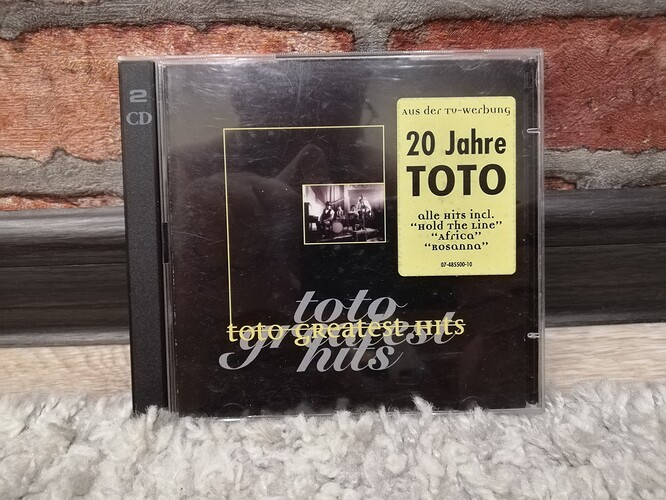 2
CD
Aus der TV-Werbung
20 Jahre
TOTO
alle Hits incl.
"Hold The Line"
"Africa"
"Rosanna"
07-485500-10
toto
toto greatest hits
greatest
hits